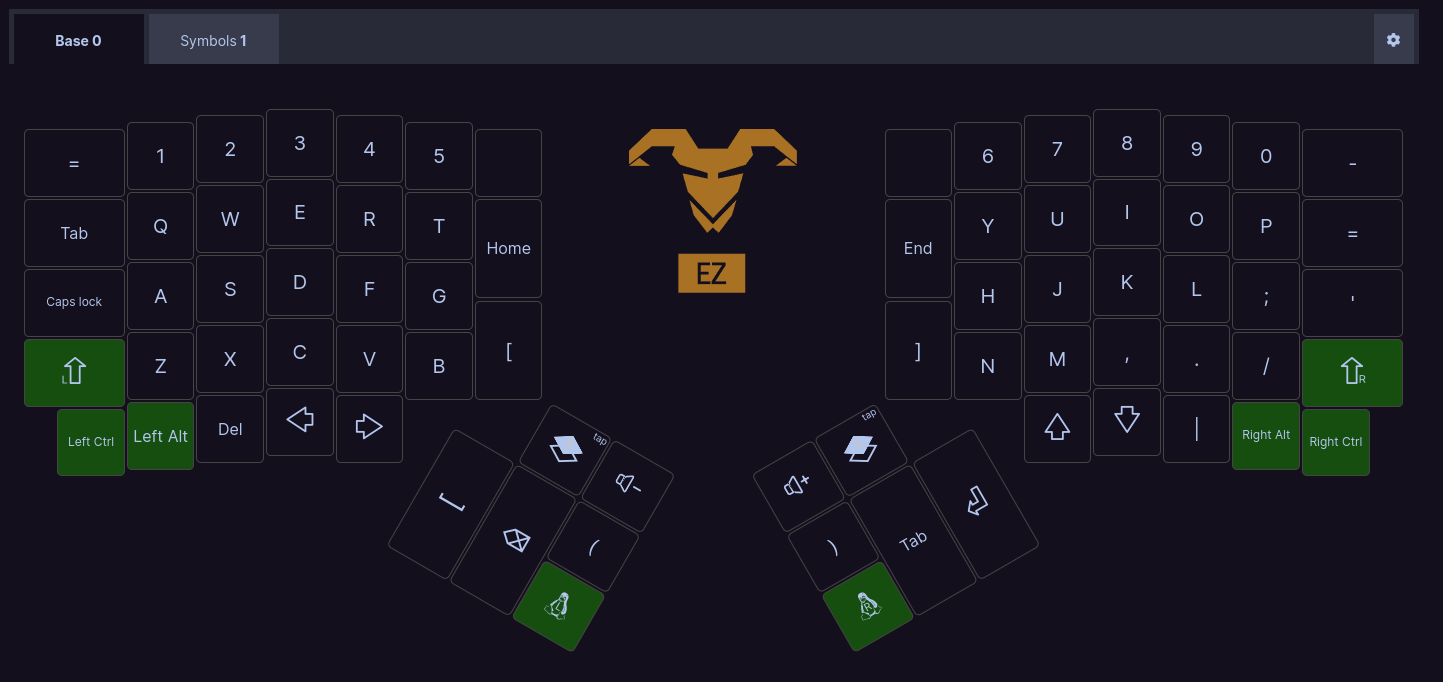 Base 0 Symbols 1
= 1 2 3 4 5 6 7 8 9 0 -
Tab Q W E R T Home End Y U I O P =
Caps lock A S D F G H J K L ; '
L Z X C V B [ ] N M , . / R
Left Ctrl Left Alt Del | Right Alt Right Ctrl
EZ
tap tap
( ) Tab
L R